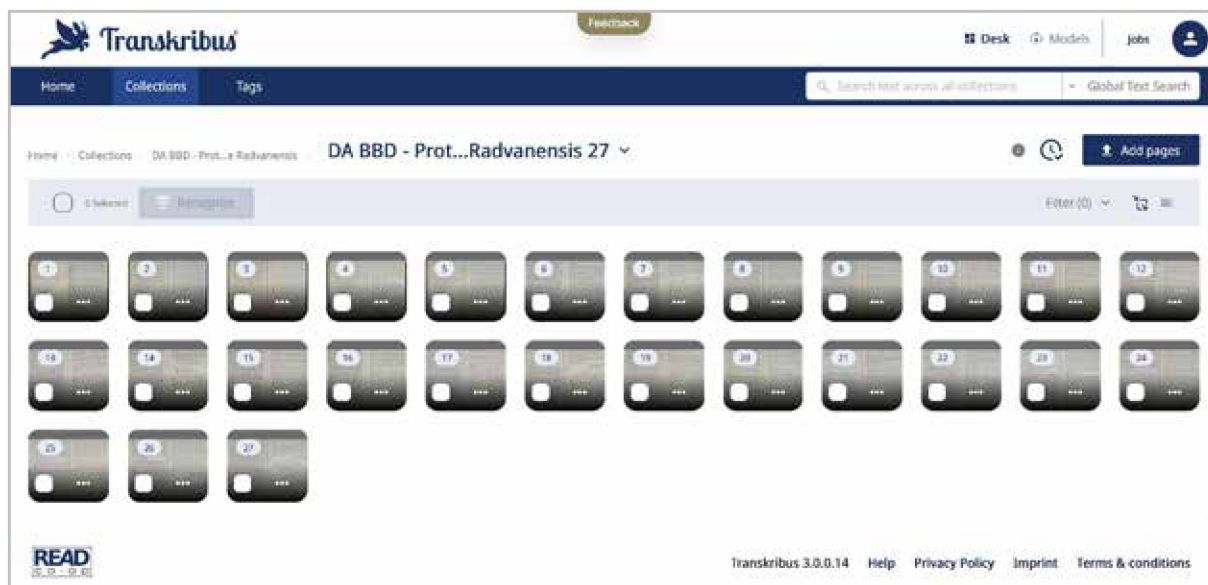 Feedback
Transkribus
Desk Models Jobs
Home Collections Tags
Search text across all collections Global Text Search
Home Collections DA BBD - Prot...e Radvanensis DA BBD - Prot...Radvanensis 27 Add pages
0 Selected Recognize Filter (0)
1 2 3 4 5 6 7 8 9 10 11 12
13 14 15 16 17 18 19 20 21 22 23 24
25 26 27
READ
CO-OP
Transkribus 3.0.0.14 Help Privacy Policy Imprint Terms & conditions